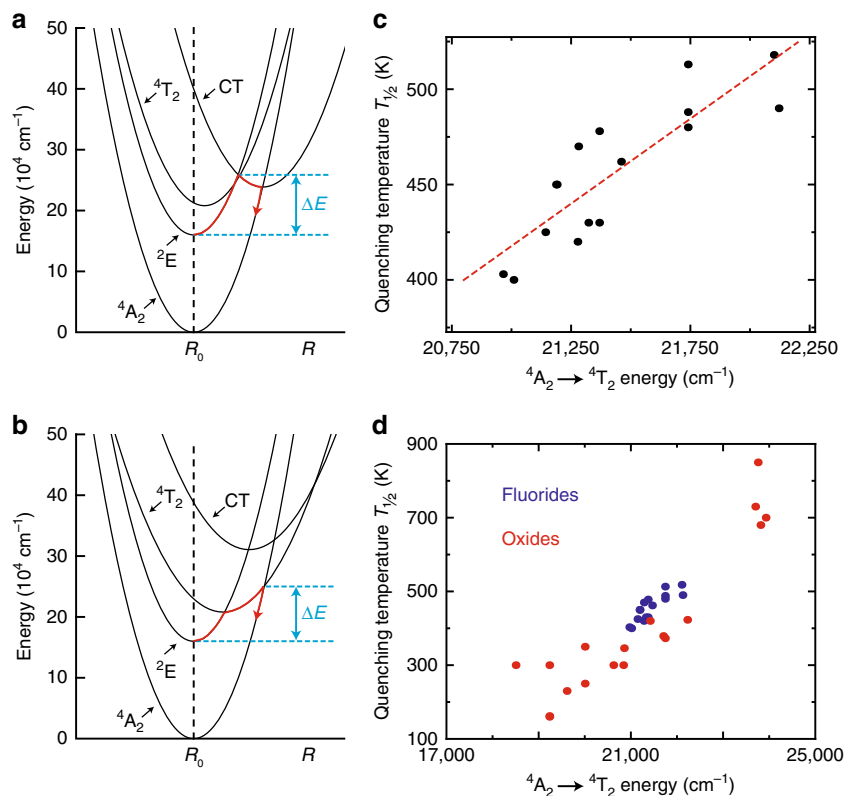 a
50
40
30
20
10
0
Energy (10⁴ cm⁻¹)
⁴T₂
CT
²E
⁴A₂
ΔE
R₀
R
c
500
450
400
Quenching temperature T½ (K)
20,750
21,250
21,750
22,250
⁴A₂ → ⁴T₂ energy (cm⁻¹)
b
50
40
30
20
10
0
Energy (10⁴ cm⁻¹)
⁴T₂
CT
²E
⁴A₂
ΔE
R₀
R
d
900
700
500
300
100
Quenching temperature T½ (K)
Fluorides
Oxides
17,000
21,000
25,000
⁴A₂ → ⁴T₂ energy (cm⁻¹)